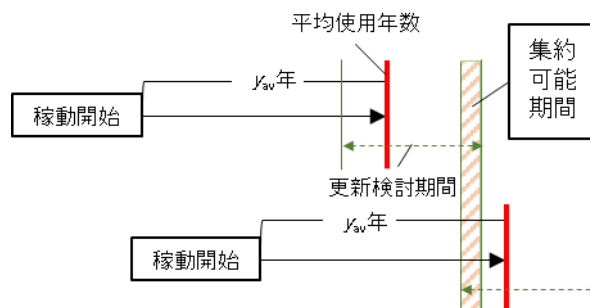 平均使用年数
集約
可能
期間
yav年
稼動開始
更新検討期間
yav年
稼動開始